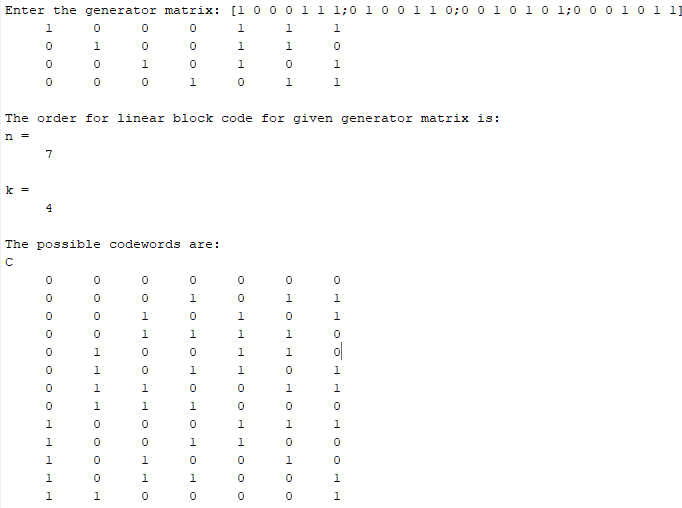 Enter the generator matrix: [1 0 0 0 1 1 1;0 1 0 0 1 1 0;0 0 1 0 1 0 1;0 0 0 1 0 1 1]
1 0 0 0 1 1 1
0 1 0 0 1 1 0
0 0 1 0 1 0 1
0 0 0 1 0 1 1
The order for linear block code for given generator matrix is:
n =
7
k =
4
The possible codewords are:
C
0 0 0 0 0 0 0
0 0 0 1 0 1 1
0 0 1 0 1 0 1
0 0 1 1 1 1 0
0 1 0 0 1 1 0
0 1 0 1 1 0 1
0 1 1 0 0 1 1
0 1 1 1 0 0 0
1 0 0 0 1 1 1
1 0 0 1 1 0 0
1 0 1 0 0 1 0
1 0 1 1 0 0 1
1 1 0 0 0 0 1